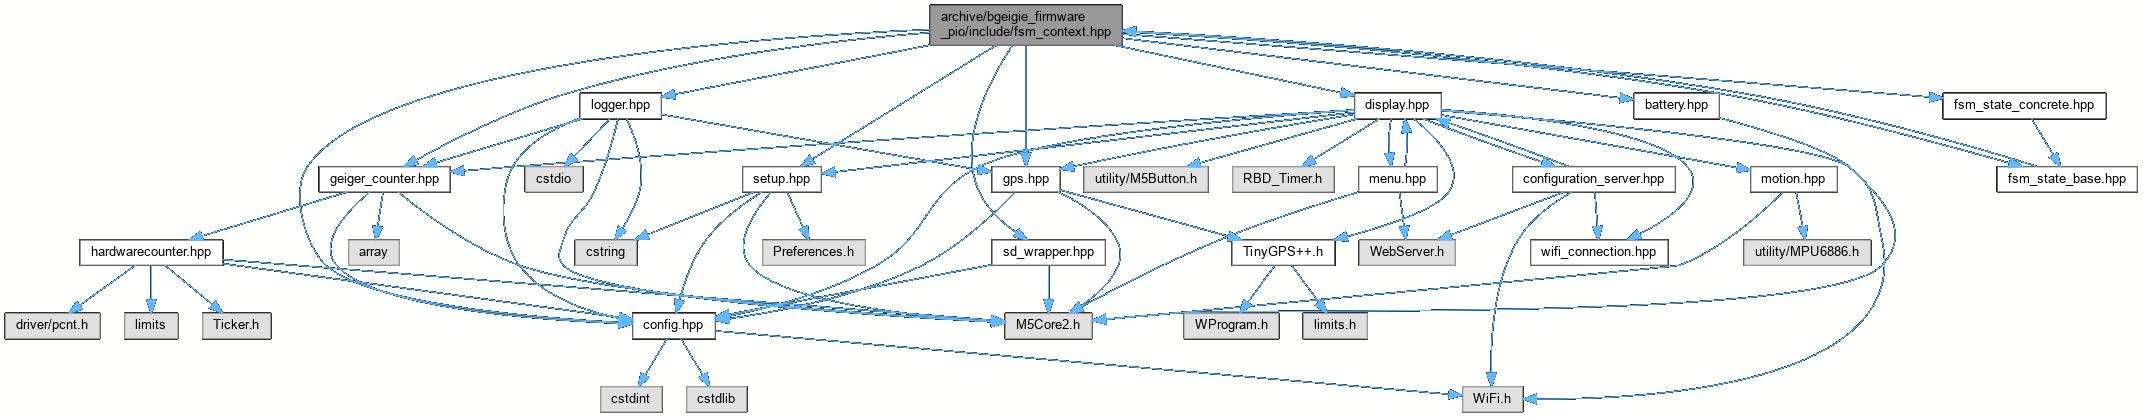 archive/bgeigie_firmware
_pio/include/fsm_context.hpp
logger.hpp
display.hpp
battery.hpp
fsm_state_concrete.hpp
geiger_counter.hpp
cstdio
setup.hpp
gps.hpp
utility/M5Button.h
RBD_Timer.h
menu.hpp
configuration_server.hpp
motion.hpp
fsm_state_base.hpp
hardwarecounter.hpp
array
cstring
Preferences.h
sd_wrapper.hpp
TinyGPS++.h
WebServer.h
wifi_connection.hpp
utility/MPU6886.h
driver/pcnt.h
limits
Ticker.h
config.hpp
M5Core2.h
WProgram.h
limits.h
cstdint
cstdlib
WiFi.h